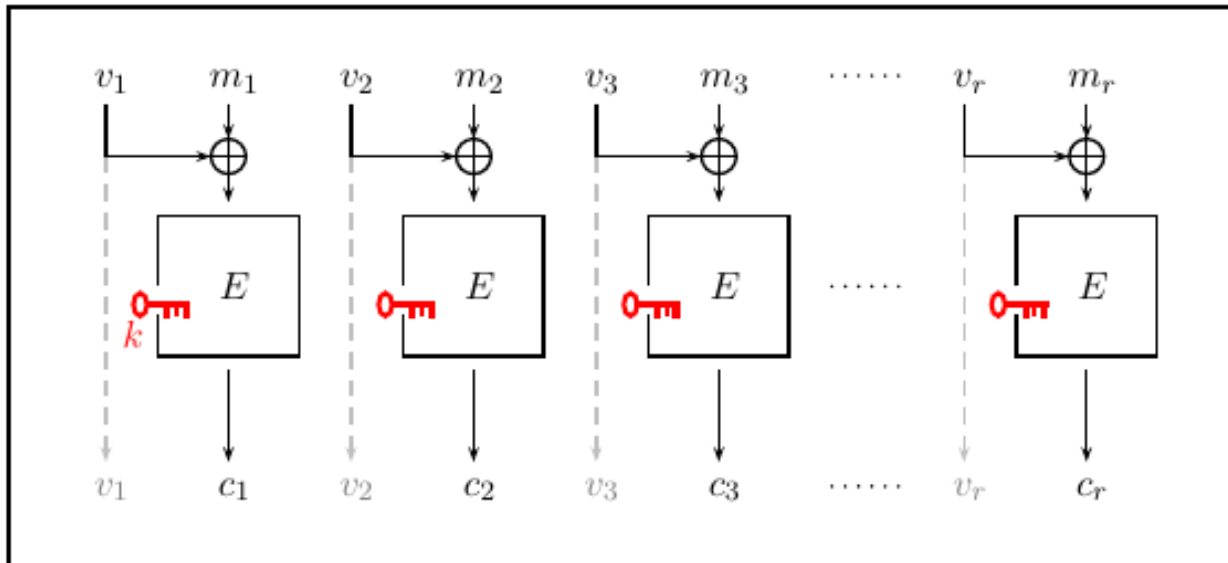 v₁ m₁ v₂ m₂ v₃ m₃ ⋯⋯ vᵣ mᵣ
E E E ⋯⋯ E
k
v₁ c₁ v₂ c₂ v₃ c₃ ⋯⋯ vᵣ cᵣ